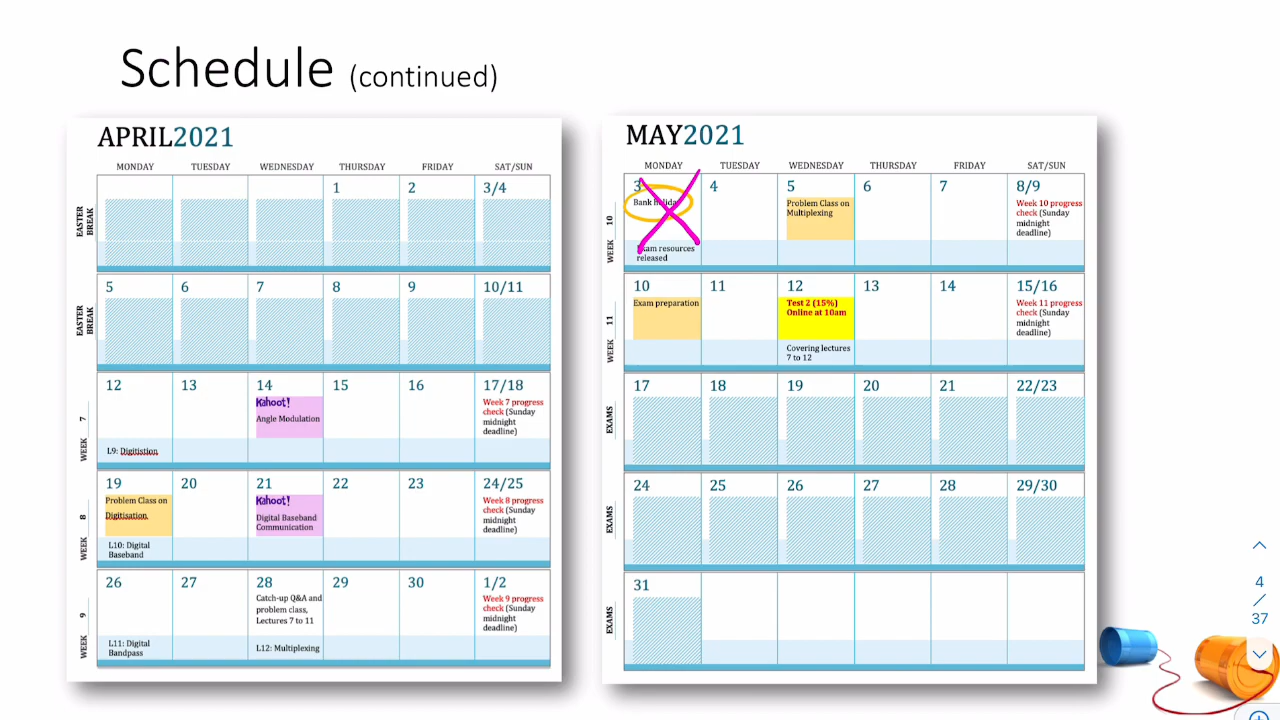 Schedule (continued)
APRIL2021
MONDAY TUESDAY WEDNESDAY THURSDAY FRIDAY SAT/SUN
EASTER BREAK
1 2 3/4
EASTER BREAK
5 6 7 8 9 10/11
WEEK 7
12 13 14 15 16 17/18
Kahoot!
Angle Modulation
Week 7 progress
check (Sunday
midnight
deadline)
L9: Digitistion
WEEK 8
19 20 21 22 23 24/25
Problem Class on
Digitisation
Kahoot!
Digital Baseband
Communication
Week 8 progress
check (Sunday
midnight
deadline)
L10: Digital
Baseband
WEEK 9
26 27 28 29 30 1/2
Catch-up Q&A and
problem class,
Lectures 7 to 11
Week 9 progress
check (Sunday
midnight
deadline)
L11: Digital
Bandpass
L12: Multiplexing
MAY2021
MONDAY TUESDAY WEDNESDAY THURSDAY FRIDAY SAT/SUN
WEEK 10
3 4 5 6 7 8/9
Bank Holiday
Problem Class on
Multiplexing
Week 10 progress
check (Sunday
midnight
deadline)
Exam resources
released
WEEK 11
10 11 12 13 14 15/16
Exam preparation
Test 2 (15%)
Online at 10am
Week 11 progress
check (Sunday
midnight
deadline)
Covering lectures
7 to 12
EXAMS
17 18 19 20 21 22/23
EXAMS
24 25 26 27 28 29/30
EXAMS
31
4
/
37